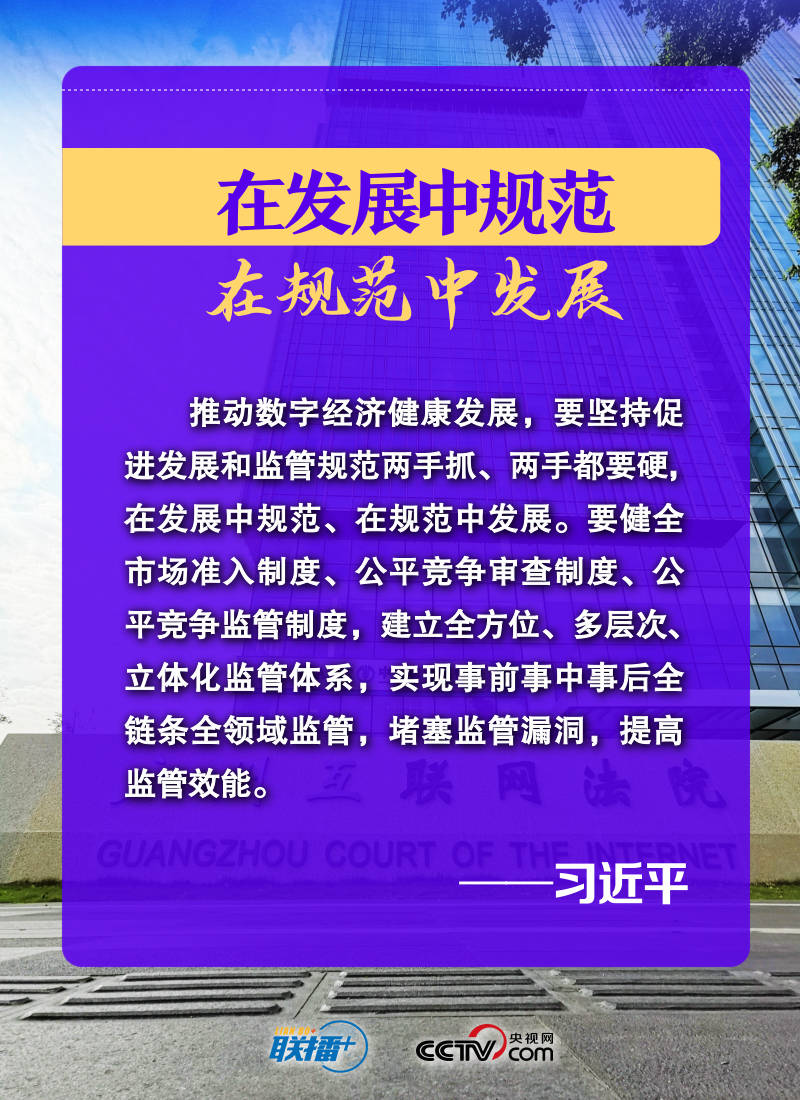 在发展中规范
在规范中发展
推动数字经济健康发展，要坚持促
进发展和监管规范两手抓、两手都要硬，
在发展中规范、在规范中发展。要健全
市场准入制度、公平竞争审查制度、公
平竞争监管制度，建立全方位、多层次、
立体化监管体系，实现事前事中事后全
链条全领域监管，堵塞监管漏洞，提高
监管效能。
互联网法院
GUANGZHOU COURT OF THE INTERNET
——习近平
联播+
CCTV央视网
com